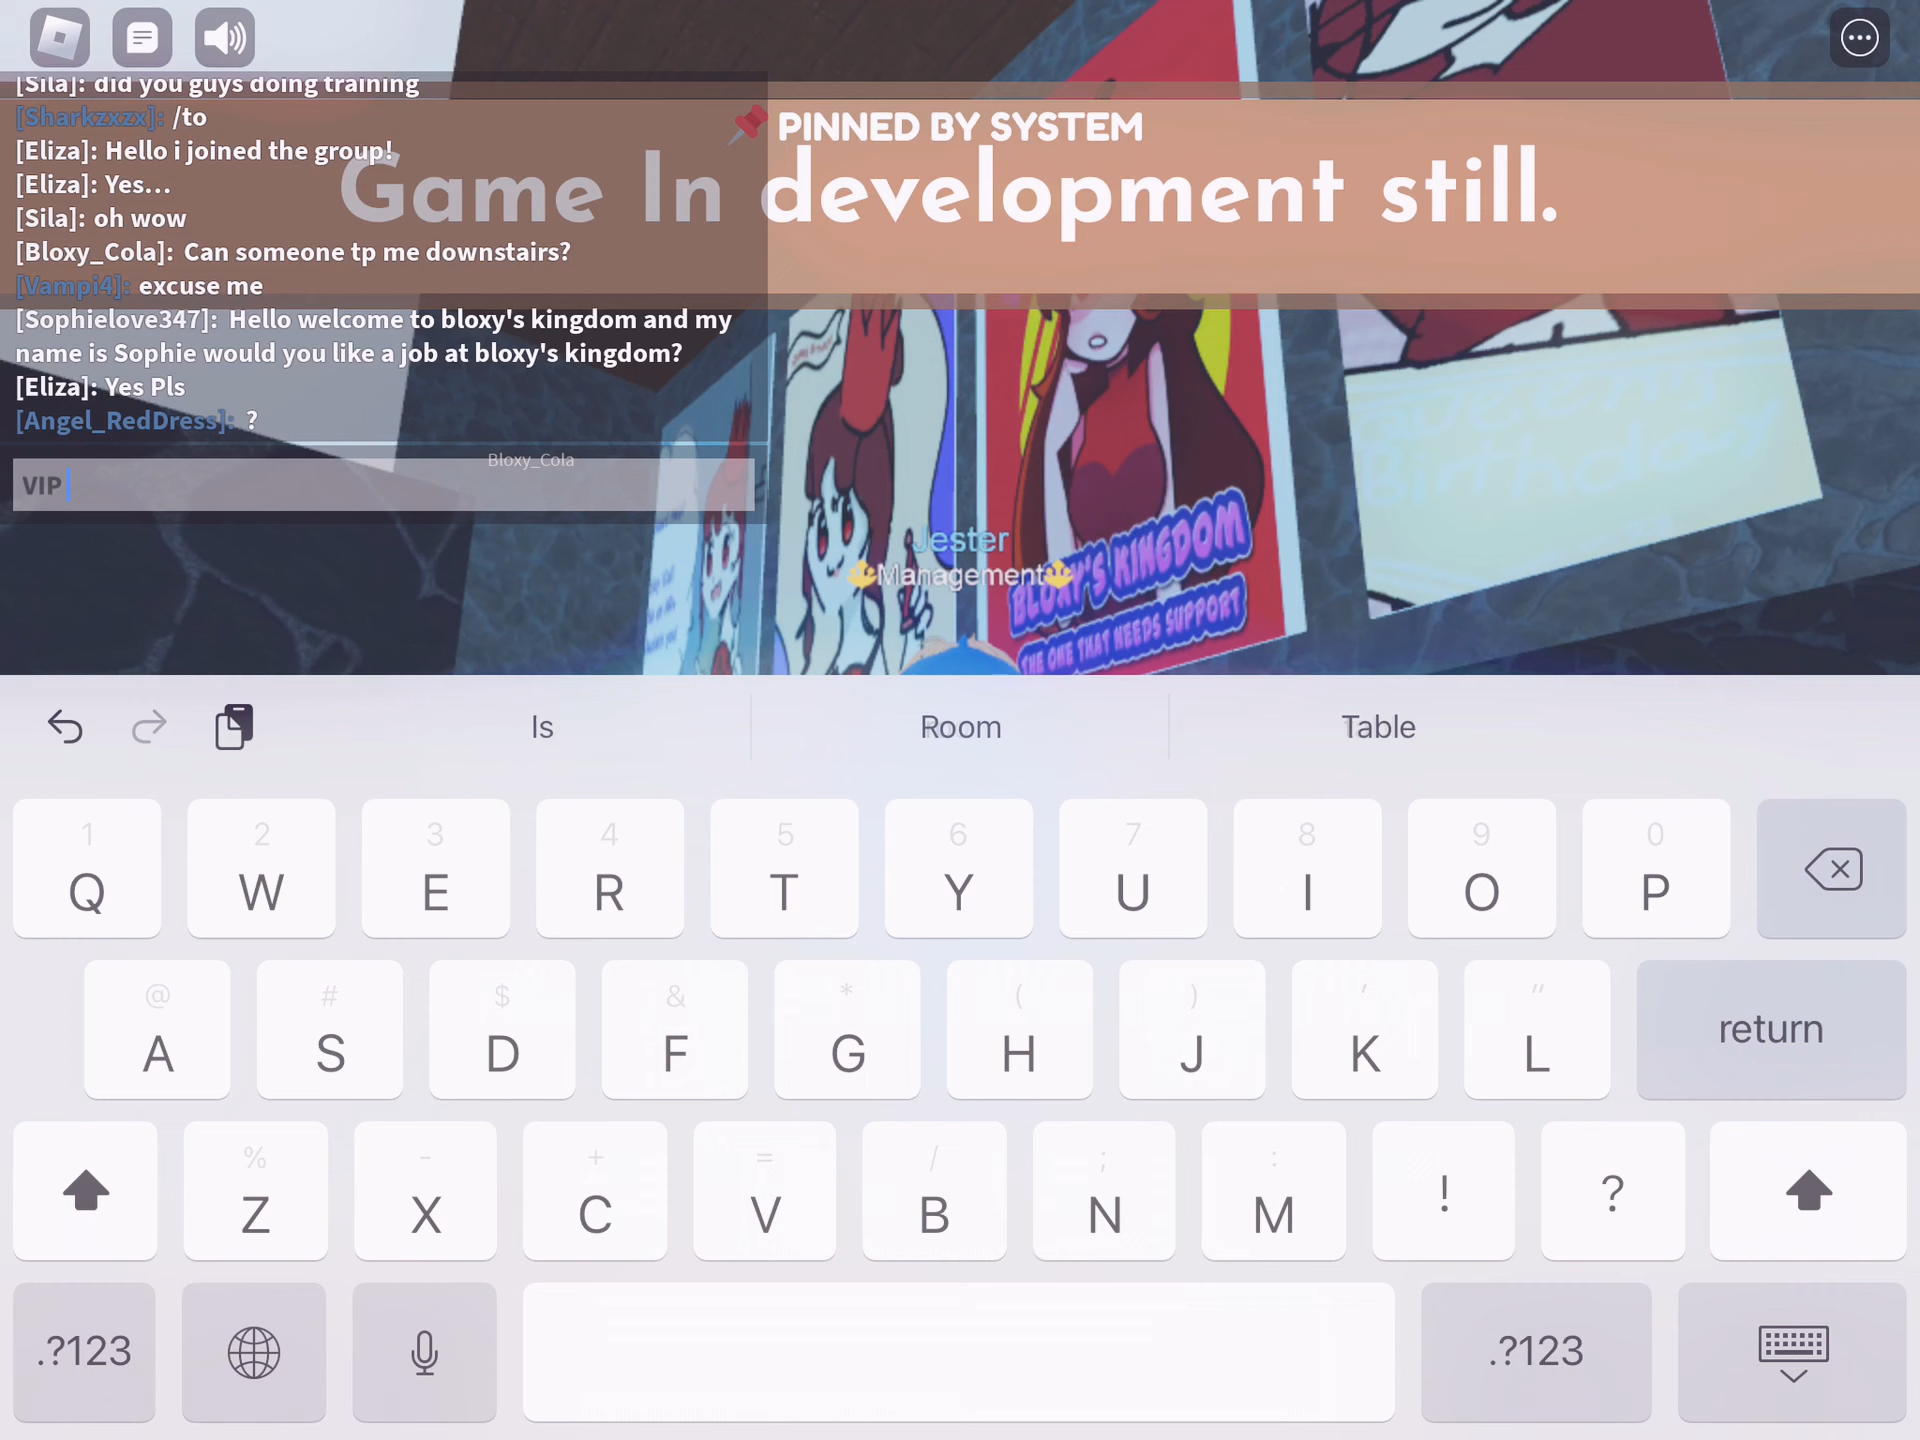 [Sila]: did you guys doing training
[Sharkzxzx]: /to
[Eliza]: Hello i joined the group!
[Eliza]: Yes...
[Sila]: oh wow
[Bloxy_Cola]: Can someone tp me downstairs?
[Vampi4]: excuse me
[Sophielove347]: Hello welcome to bloxy's kingdom and my
name is Sophie would you like a job at bloxy's kingdom?
[Eliza]: Yes Pls
[Angel_RedDress]: ?
📌 PINNED BY SYSTEM
Game In development still.
Bloxy_Cola
VIP
Jester
Management
BLOXY'S KINGDOM
THE ONE THAT NEEDS SUPPORT
Queen's
Birthday
Is Room Table
1 2 3 4 5 6 7 8 9 0
Q W E R T Y U I O P
@ # $ & * ( ) ' "
A S D F G H J K L return
% - + = / ; :
Z X C V B N M ! ?
.?123 .?123